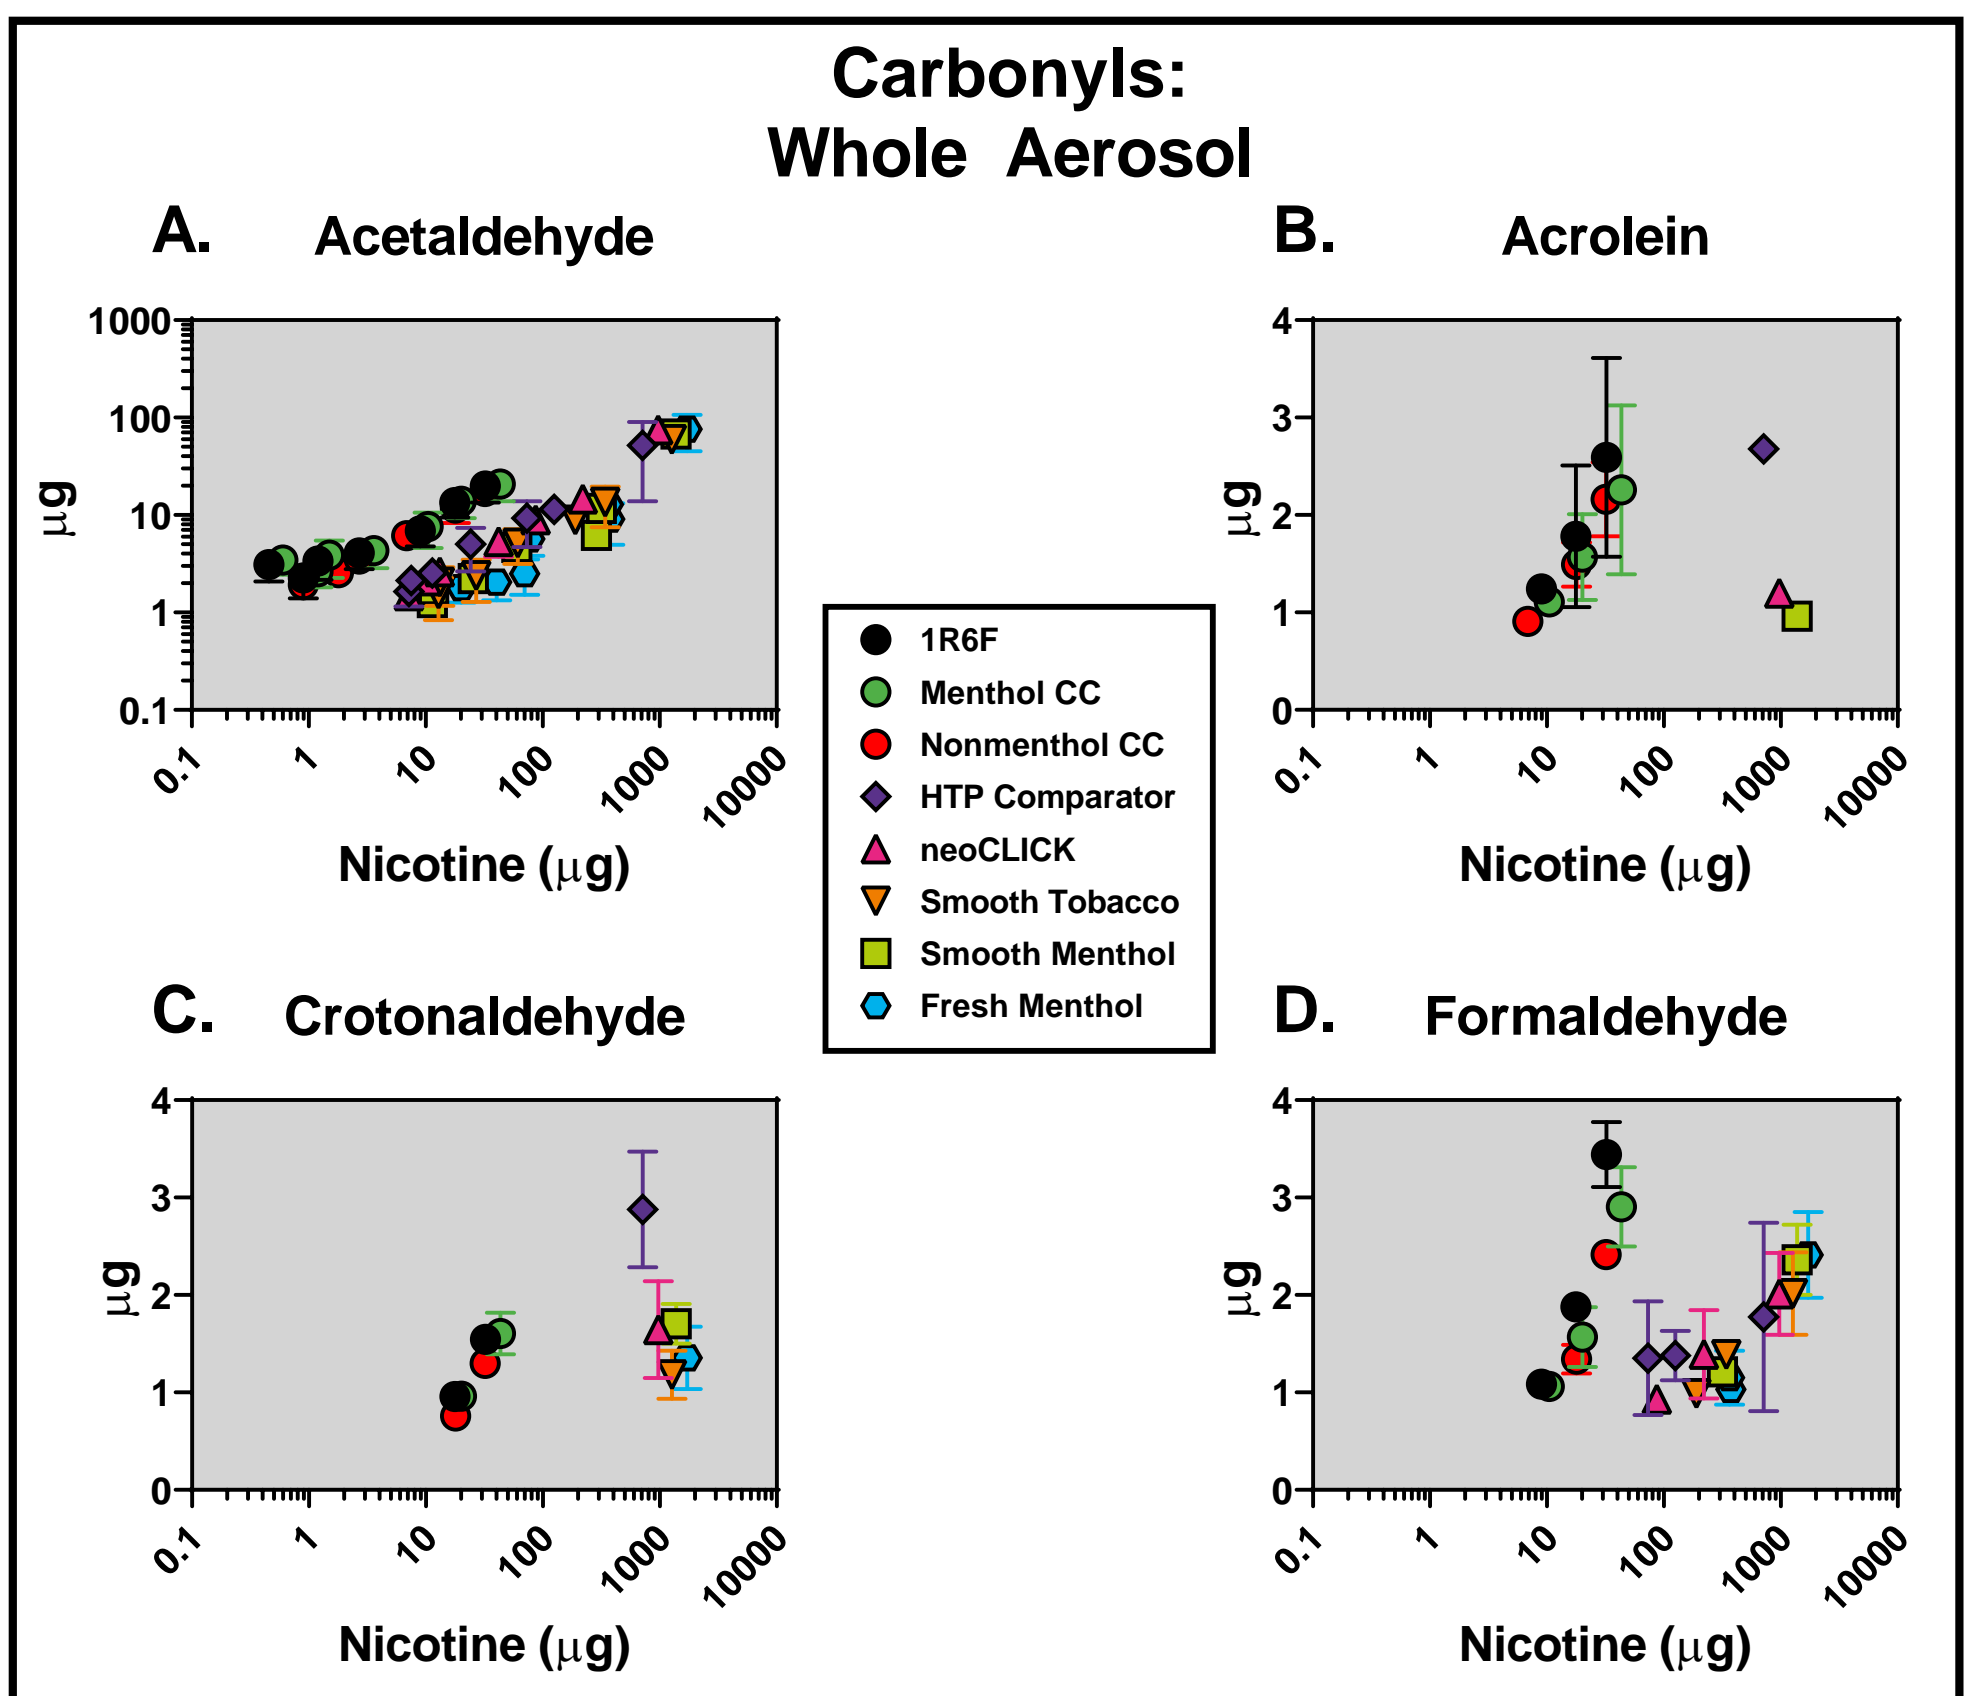 Carbonyls:
Whole Aerosol
A. Acetaldehyde
μg
1000
100
10
1
0.1
0.1 1 10 100 1000 10000
Nicotine (μg)
B. Acrolein
μg
4
3
2
1
0
0.1 1 10 100 1000 10000
Nicotine (μg)
1R6F
Menthol CC
Nonmenthol CC
HTP Comparator
neoCLICK
Smooth Tobacco
Smooth Menthol
Fresh Menthol
C. Crotonaldehyde
μg
4
3
2
1
0
0.1 1 10 100 1000 10000
Nicotine (μg)
D. Formaldehyde
μg
4
3
2
1
0
0.1 1 10 100 1000 10000
Nicotine (μg)